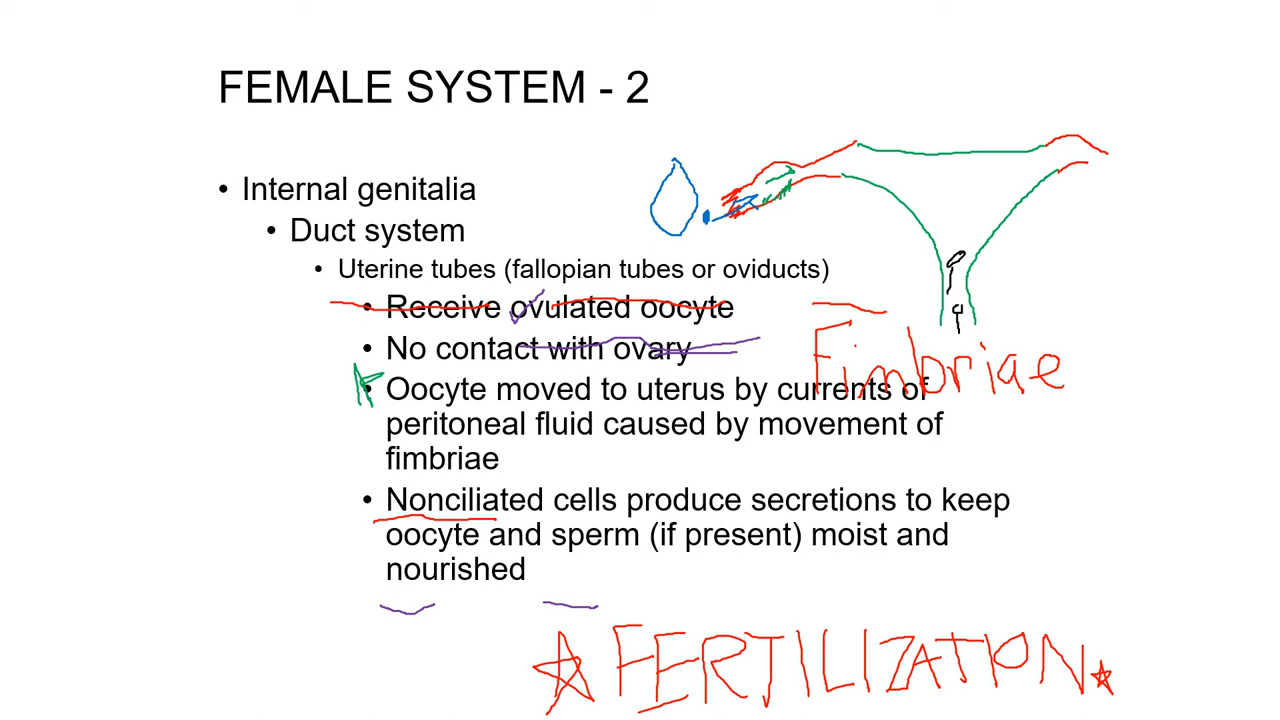 FEMALE SYSTEM - 2
• Internal genitalia
• Duct system
• Uterine tubes (fallopian tubes or oviducts)
• Receive ovulated oocyte
• No contact with ovary
• Oocyte moved to uterus by currents of
peritoneal fluid caused by movement of
fimbriae
• Nonciliated cells produce secretions to keep
oocyte and sperm (if present) moist and
nourished
Fimbriae
FERTILIZATION